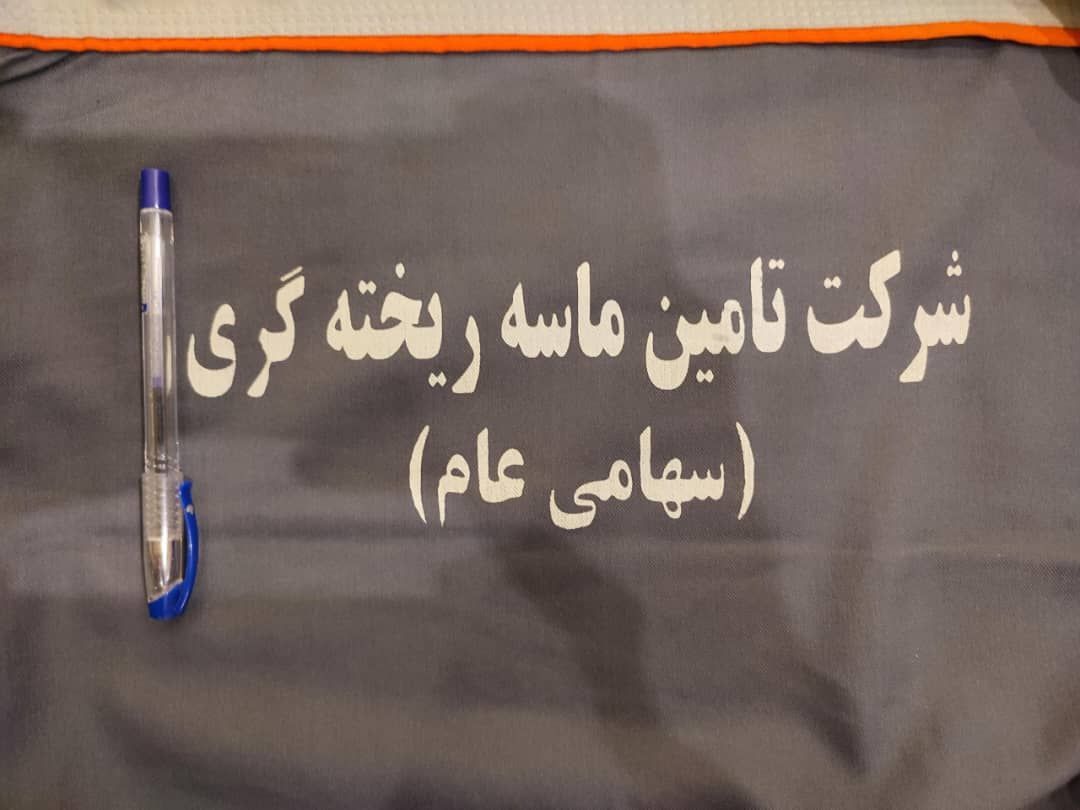 شرکت تامین ماسه ریخته گری
(سهامی عام)